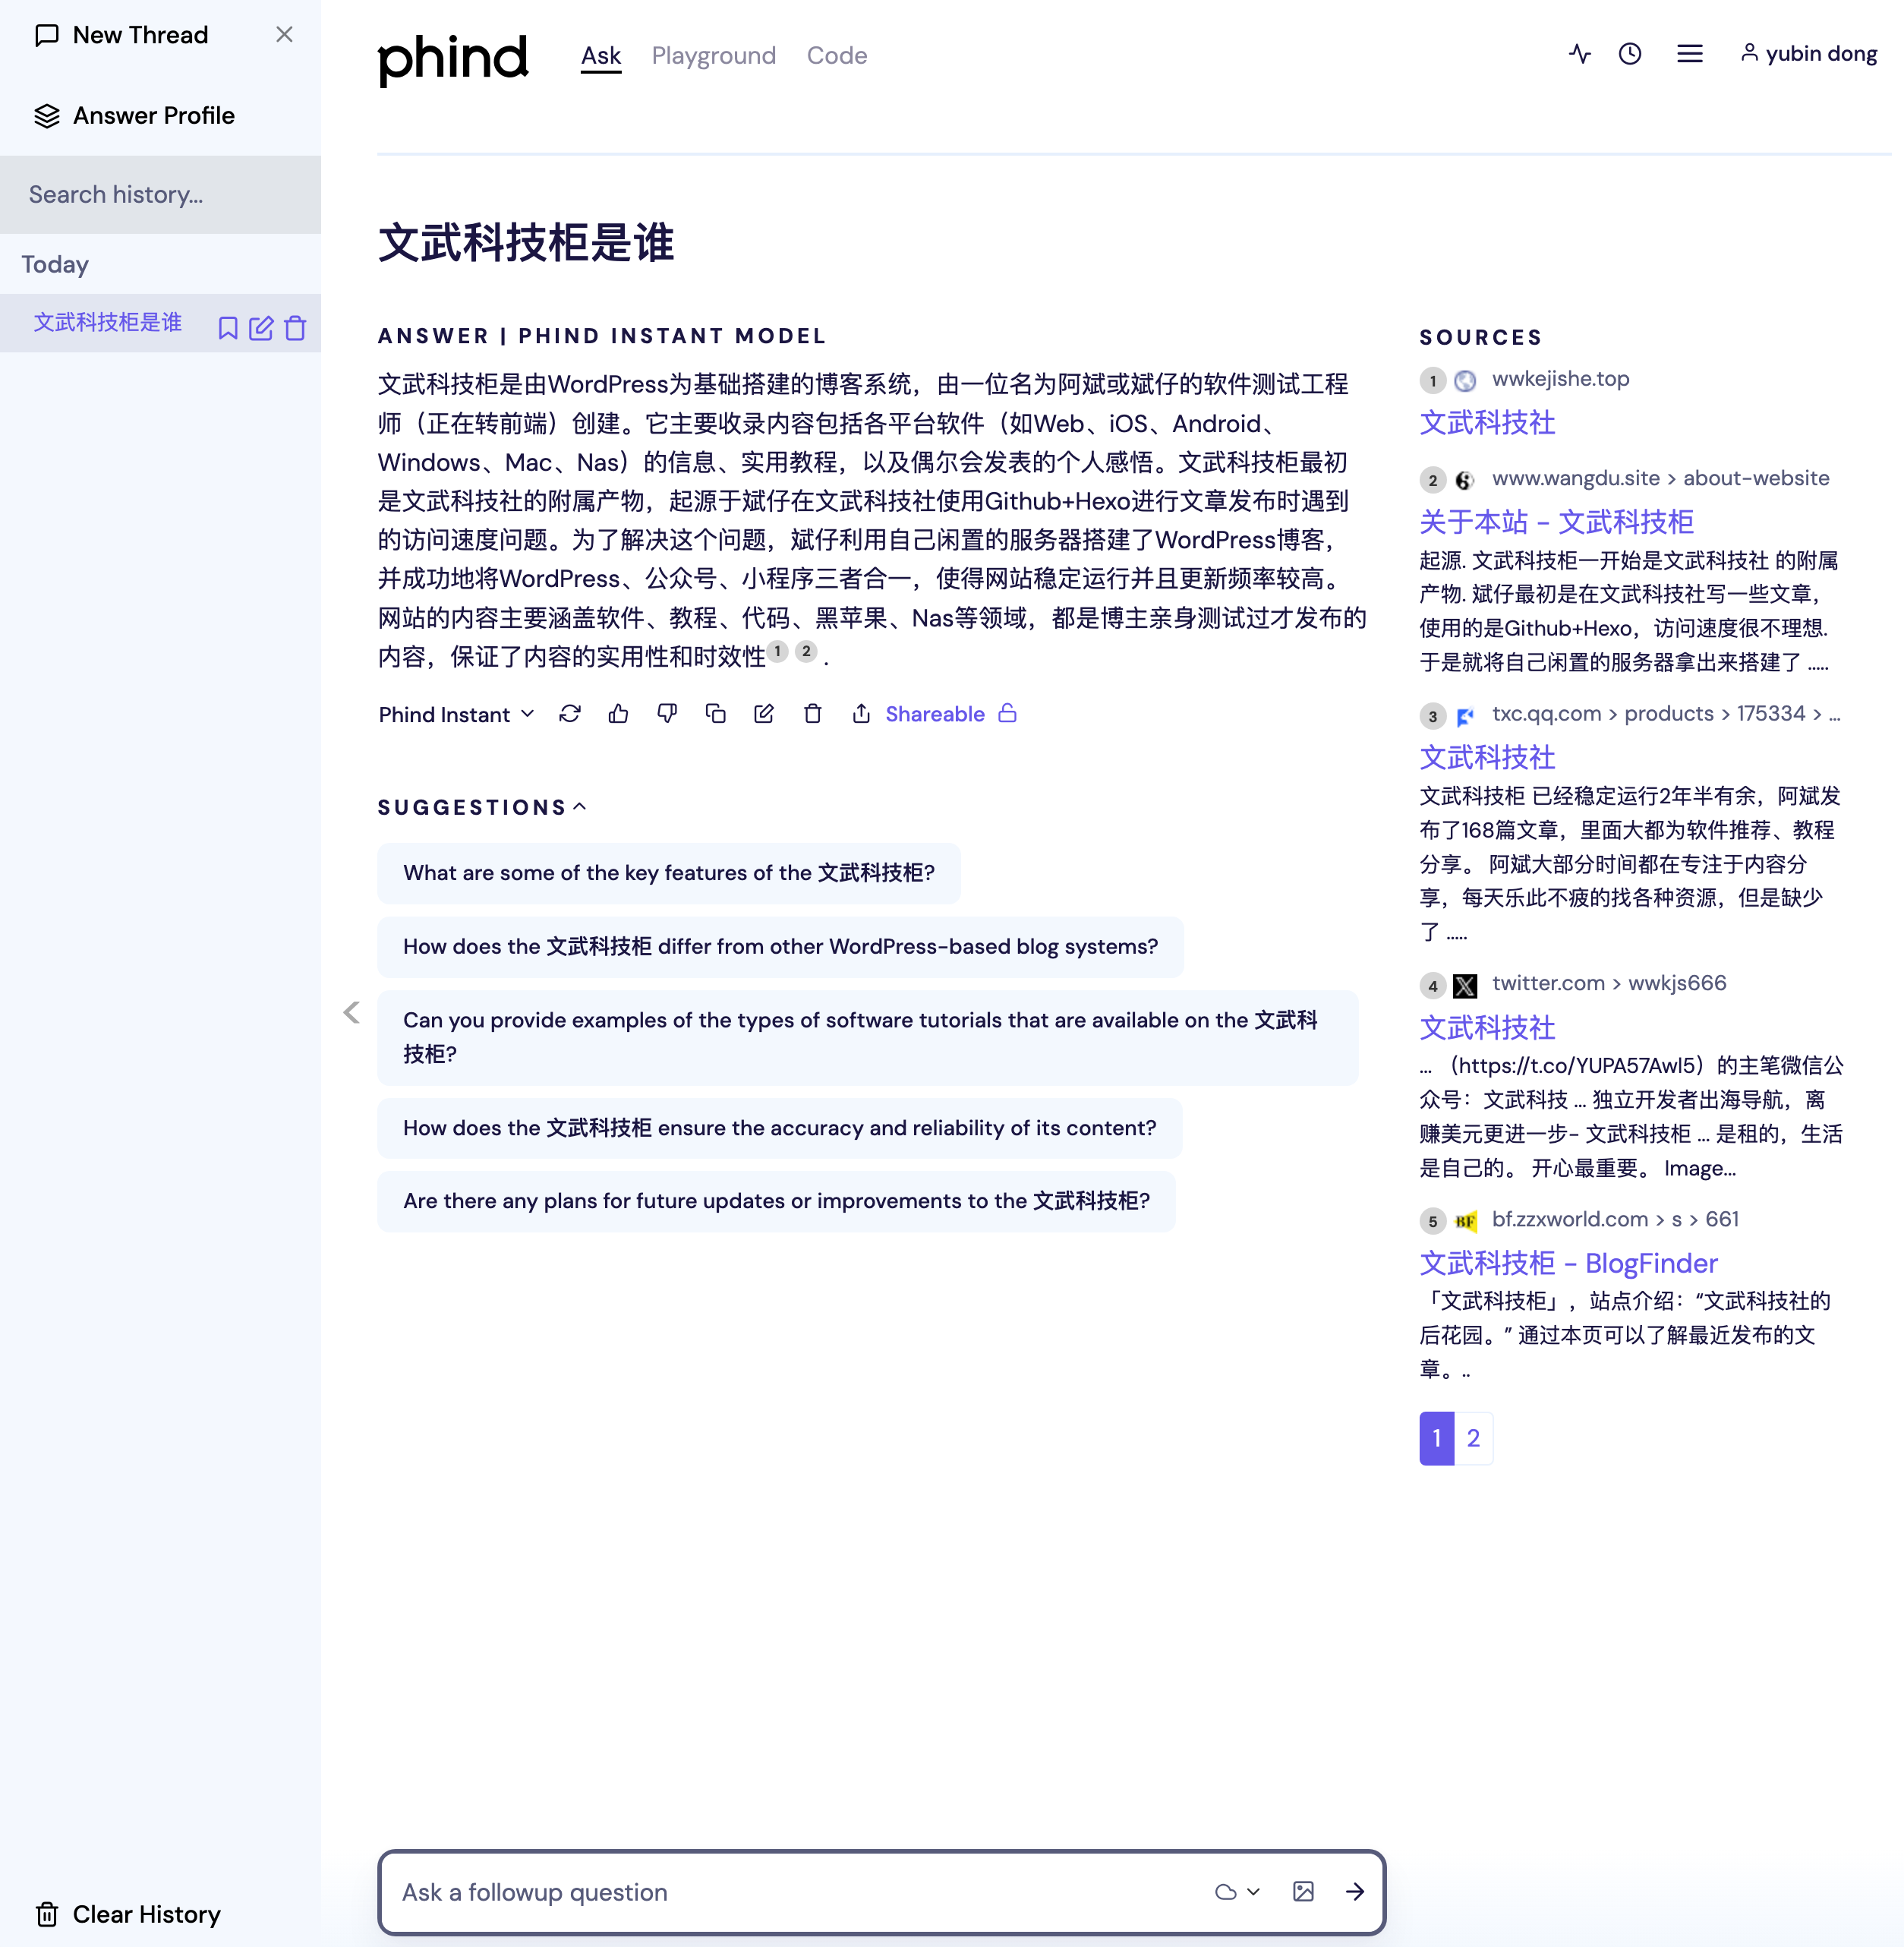 New Thread
Answer Profile
Search history...
Today
文武科技柜是谁
Clear History
phind
Ask
Playground
Code
yubin dong
文武科技柜是谁
ANSWER | PHIND INSTANT MODEL
文武科技柜是由WordPress为基础搭建的博客系统，由一位名为阿斌或斌仔的软件测试工程
师（正在转前端）创建。它主要收录内容包括各平台软件（如Web、iOS、Android、
Windows、Mac、Nas）的信息、实用教程，以及偶尔会发表的个人感悟。文武科技柜最初
是文武科技社的附属产物，起源于斌仔在文武科技社使用Github+Hexo进行文章发布时遇到
的访问速度问题。为了解决这个问题，斌仔利用自己闲置的服务器搭建了WordPress博客，
并成功地将WordPress、公众号、小程序三者合一，使得网站稳定运行并且更新频率较高。
网站的内容主要涵盖软件、教程、代码、黑苹果、Nas等领域，都是博主亲身测试过才发布的
内容，保证了内容的实用性和时效性 1 2 .
Phind Instant
Shareable
SUGGESTIONS
What are some of the key features of the 文武科技柜?
How does the 文武科技柜 differ from other WordPress-based blog systems?
Can you provide examples of the types of software tutorials that are available on the 文武科
技柜?
How does the 文武科技柜 ensure the accuracy and reliability of its content?
Are there any plans for future updates or improvements to the 文武科技柜?
Ask a followup question
SOURCES
1 wwkejishe.top
文武科技社
2 www.wangdu.site > about-website
关于本站 - 文武科技柜
起源. 文武科技柜一开始是文武科技社 的附属
产物. 斌仔最初是在文武科技社写一些文章，
使用的是Github+Hexo，访问速度很不理想.
于是就将自己闲置的服务器拿出来搭建了 .....
3 txc.qq.com > products > 175334 > ...
文武科技社
文武科技柜 已经稳定运行2年半有余，阿斌发
布了168篇文章，里面大都为软件推荐、教程
分享。 阿斌大部分时间都在专注于内容分
享，每天乐此不疲的找各种资源，但是缺少
了 .....
4 twitter.com > wwkjs666
文武科技社
... （https://t.co/YUPA57Awl5）的主笔微信公
众号：文武科技 ... 独立开发者出海导航，离
赚美元更进一步- 文武科技柜 ... 是租的，生活
是自己的。 开心最重要。 Image...
5 BF bf.zzxworld.com > s > 661
文武科技柜 - BlogFinder
「文武科技柜」，站点介绍：“文武科技社的
后花园。” 通过本页可以了解最近发布的文
章。..
1 2